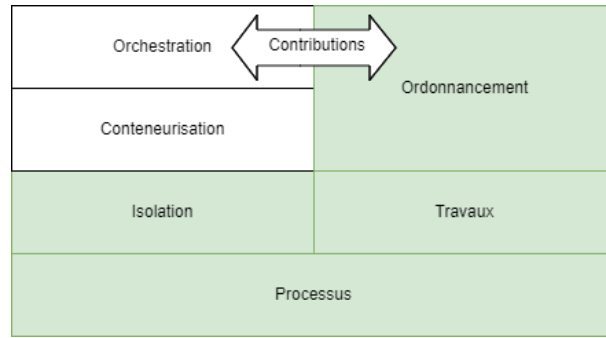 Orchestration
Contributions
Ordonnancement
Conteneurisation
Isolation
Travaux
Processus